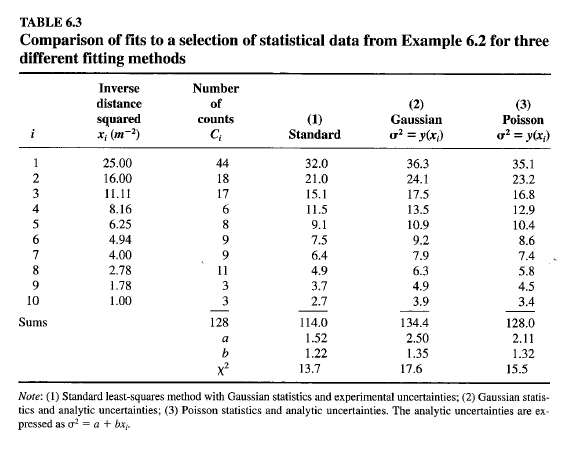 TABLE 6.3
Comparison of fits to a selection of statistical data from Example 6.2 for three
different fitting methods
Inverse Number
distance of (2) (3)
squared counts (1) Gaussian Poisson
i xᵢ (m⁻²) Cᵢ Standard σ² = y(xᵢ) σ² = y(xᵢ)
1 25.00 44 32.0 36.3 35.1
2 16.00 18 21.0 24.1 23.2
3 11.11 17 15.1 17.5 16.8
4 8.16 6 11.5 13.5 12.9
5 6.25 8 9.1 10.9 10.4
6 4.94 9 7.5 9.2 8.6
7 4.00 9 6.4 7.9 7.4
8 2.78 11 4.9 6.3 5.8
9 1.78 3 3.7 4.9 4.5
10 1.00 3 2.7 3.9 3.4
Sums 128 114.0 134.4 128.0
a 1.52 2.50 2.11
b 1.22 1.35 1.32
χ² 13.7 17.6 15.5
Note: (1) Standard least-squares method with Gaussian statistics and experimental uncertainties; (2) Gaussian statis-
tics and analytic uncertainties; (3) Poisson statistics and analytic uncertainties. The analytic uncertainties are ex-
pressed as σ² = a + bxᵢ.